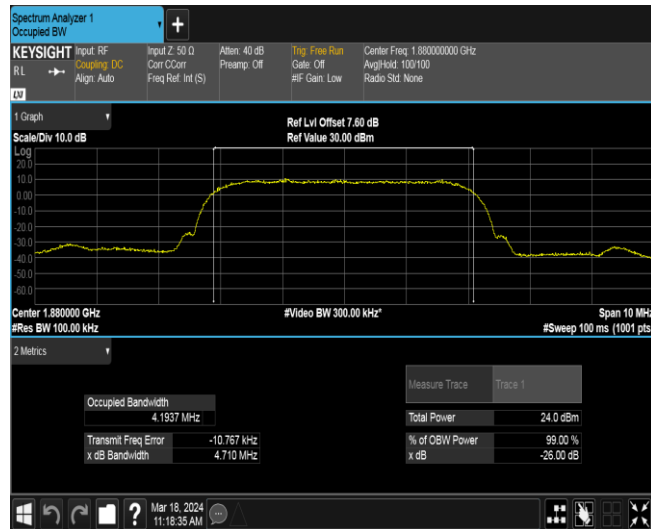 Spectrum Analyzer 1
Occupied BW
KEYSIGHT
RL
LXI
Input: RF
Coupling: DC
Align: Auto
Input Z: 50 Ω
Corr CCorr
Freq Ref: Int (S)
Atten: 40 dB
Preamp: Off
Trig: Free Run
Gate: Off
#IF Gain: Low
Center Freq: 1.880000000 GHz
Avg|Hold: 100/100
Radio Std: None
1 Graph
Scale/Div 10.0 dB
Ref Lvl Offset 7.60 dB
Ref Value 30.00 dBm
Log
20.0
10.0
0.00
-10.0
-20.0
-30.0
-40.0
-50.0
-60.0
Center 1.880000 GHz
#Res BW 100.00 kHz
#Video BW 300.00 kHz*
Span 10 MHz
#Sweep 100 ms (1001 pts
2 Metrics
Measure Trace Trace 1
Occupied Bandwidth
4.1937 MHz
Total Power 24.0 dBm
Transmit Freq Error -10.767 kHz
% of OBW Power 99.00 %
x dB Bandwidth 4.710 MHz
x dB -26.00 dB
Mar 18, 2024
11:18:35 AM